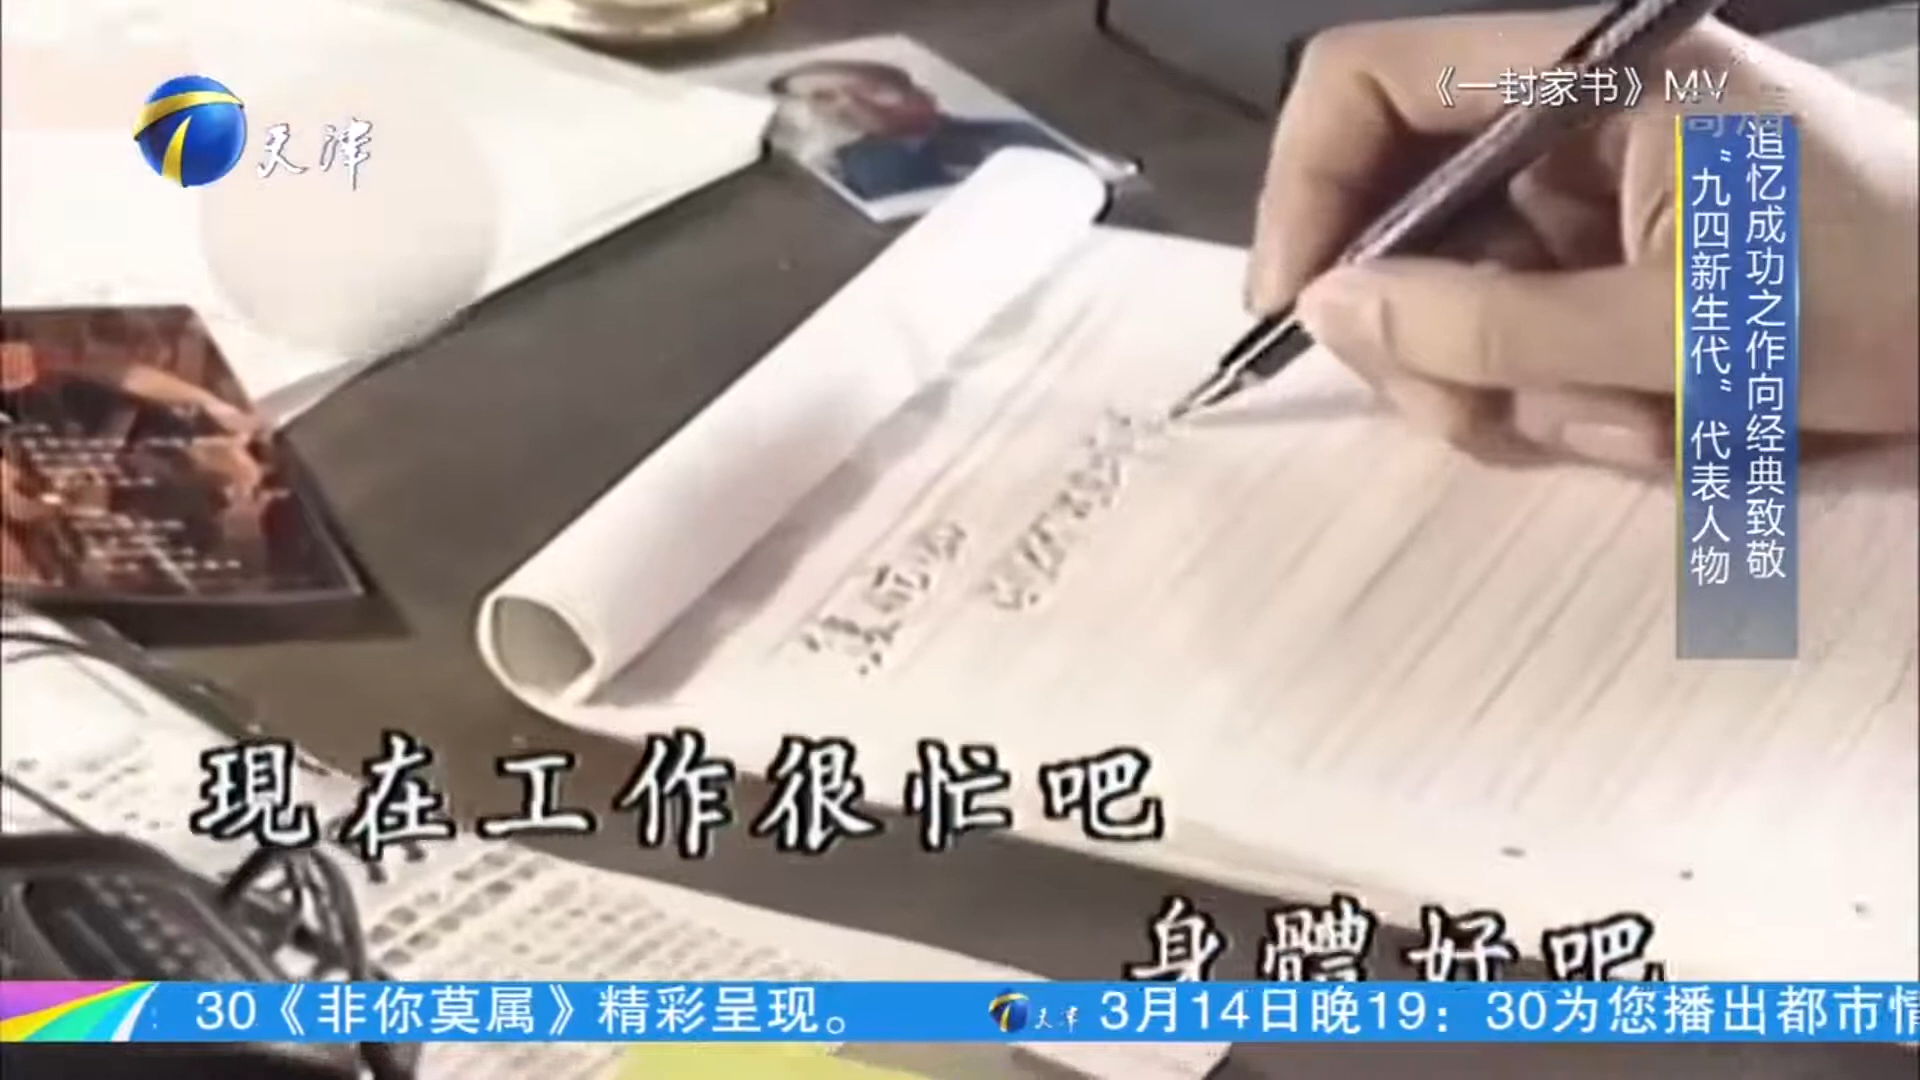 天津
《一封家书》MV
追忆成功之作向经典致敬
“九四新生代”代表人物
現在工作很忙吧
身體好吧
30《非你莫属》精彩呈现。
天津
3月14日晚19：30为您播出都市情